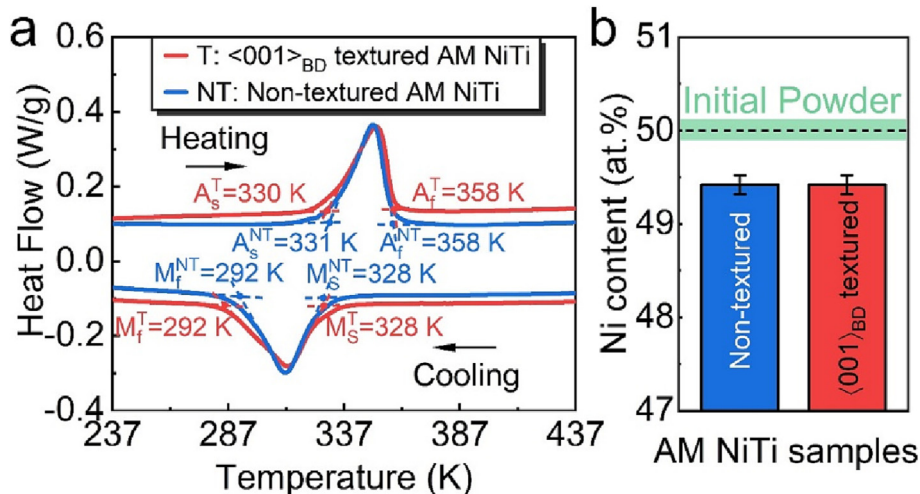 a
0.6
0.4
0.2
0.0
-0.2
-0.4
Heat Flow (W/g)
T: <001>BD textured AM NiTi
NT: Non-textured AM NiTi
Heating
AsT=330 K
AfT=358 K
AsNT=331 K
AfNT=358 K
MfNT=292 K
MSNT=328 K
MfT=292 K
MST=328 K
Cooling
237
287
337
387
437
Temperature (K)
b
51
50
49
48
47
Ni content (at.%)
Initial Powder
Non-textured
⟨001⟩BD textured
AM NiTi samples